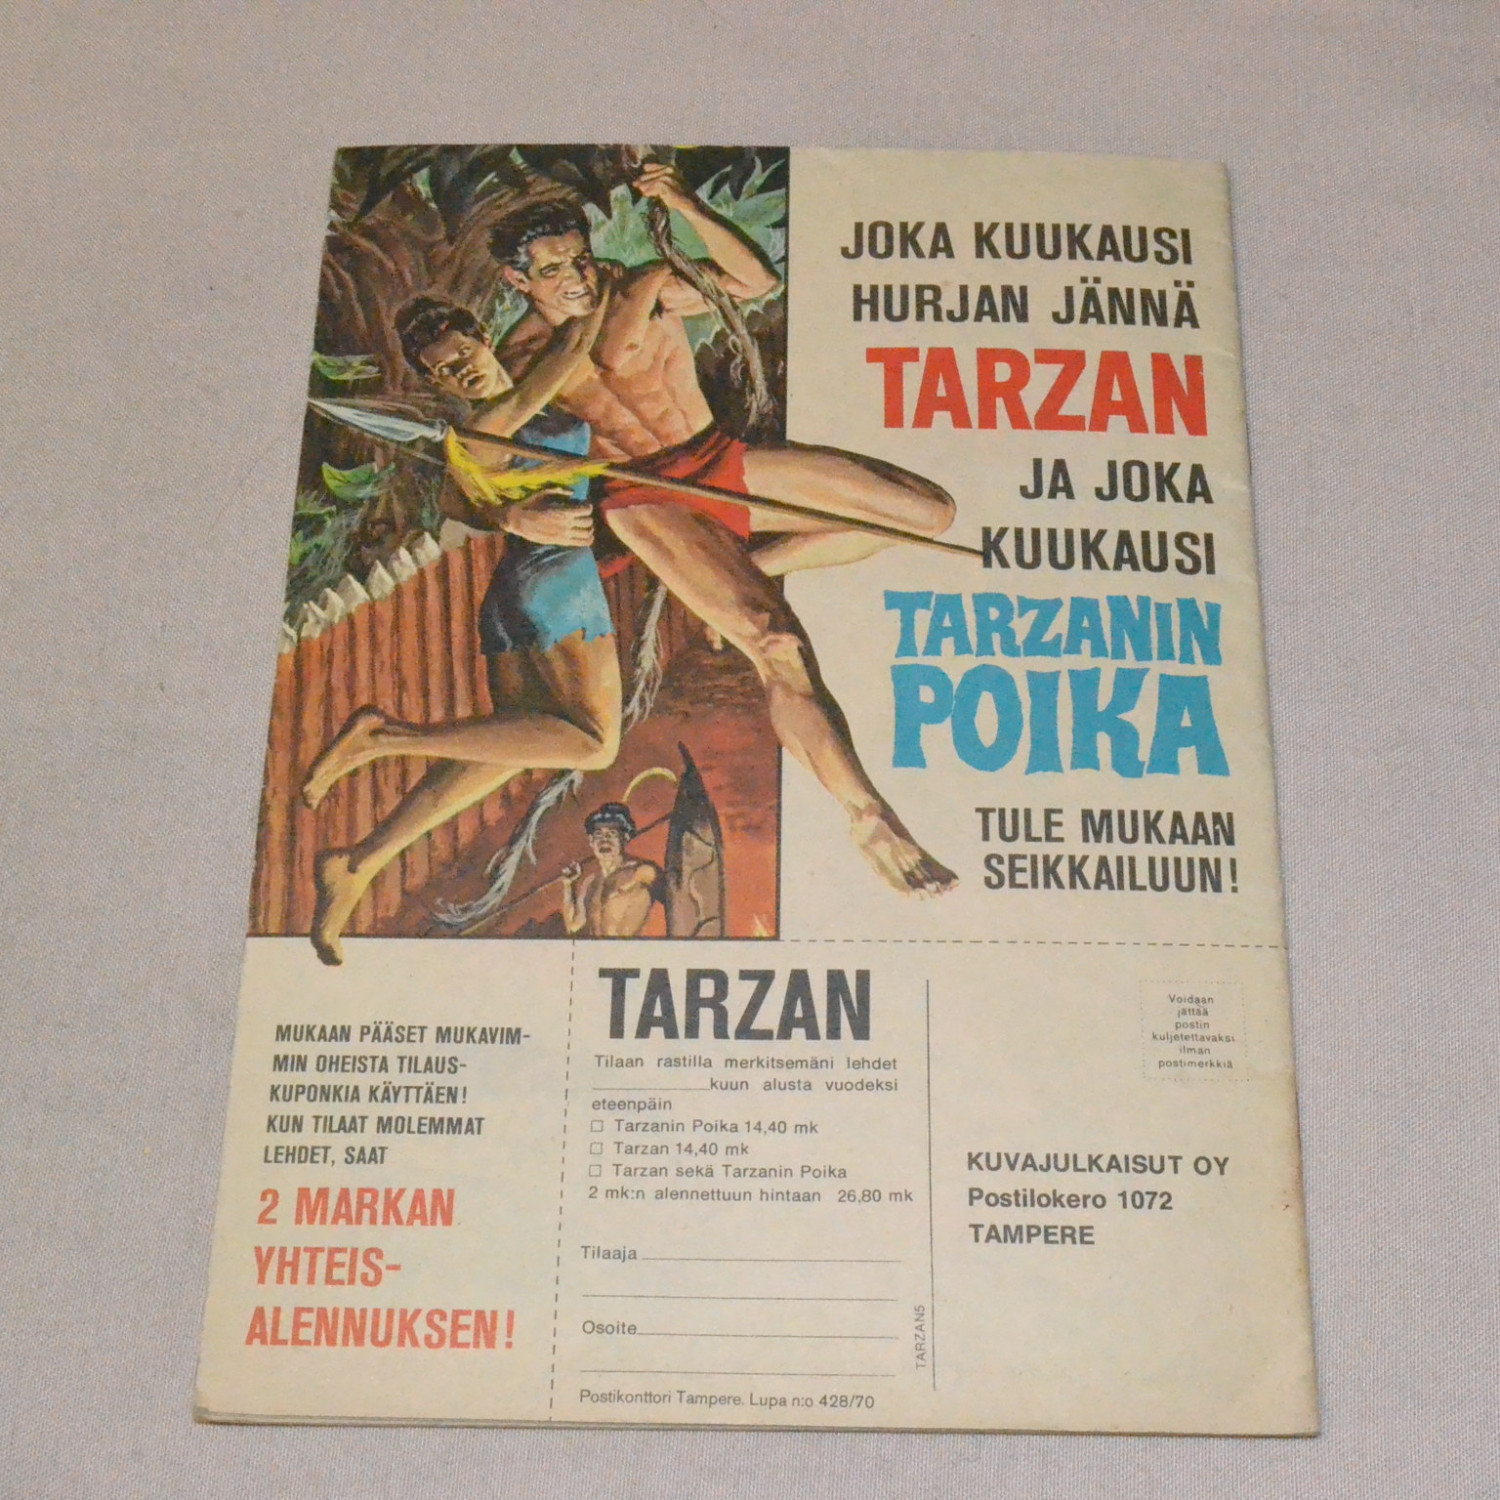 JOKA KUUKAUSI
HURJAN JÄNNÄ
TARZAN
JA JOKA
KUUKAUSI
TARZANIN
POIKA
TULE MUKAAN
SEIKKAILUUN!
MUKAAN PÄÄSET MUKAVIM-
MIN OHEISTA TILAUS-
KUPONKIA KÄYTTÄEN!
KUN TILAAT MOLEMMAT
LEHDET, SAAT
2 MARKAN
YHTEIS-
ALENNUKSEN!
TARZAN
Tilaan rastilla merkitsemäni lehdet
kuun alusta vuodeksi
eteenpäin
Tarzanin Poika 14,40 mk
Tarzan 14,40 mk
Tarzan sekä Tarzanin Poika
2 mk:n alennettuun hintaan 26,80 mk
Tilaaja
Osoite
Postikonttori Tampere. Lupa n:o 428/70
TARZAN5
Voidaan
jättää
postin
kuljetettavaksi
ilman
postimerkkiä
KUVAJULKAISUT OY
Postilokero 1072
TAMPERE